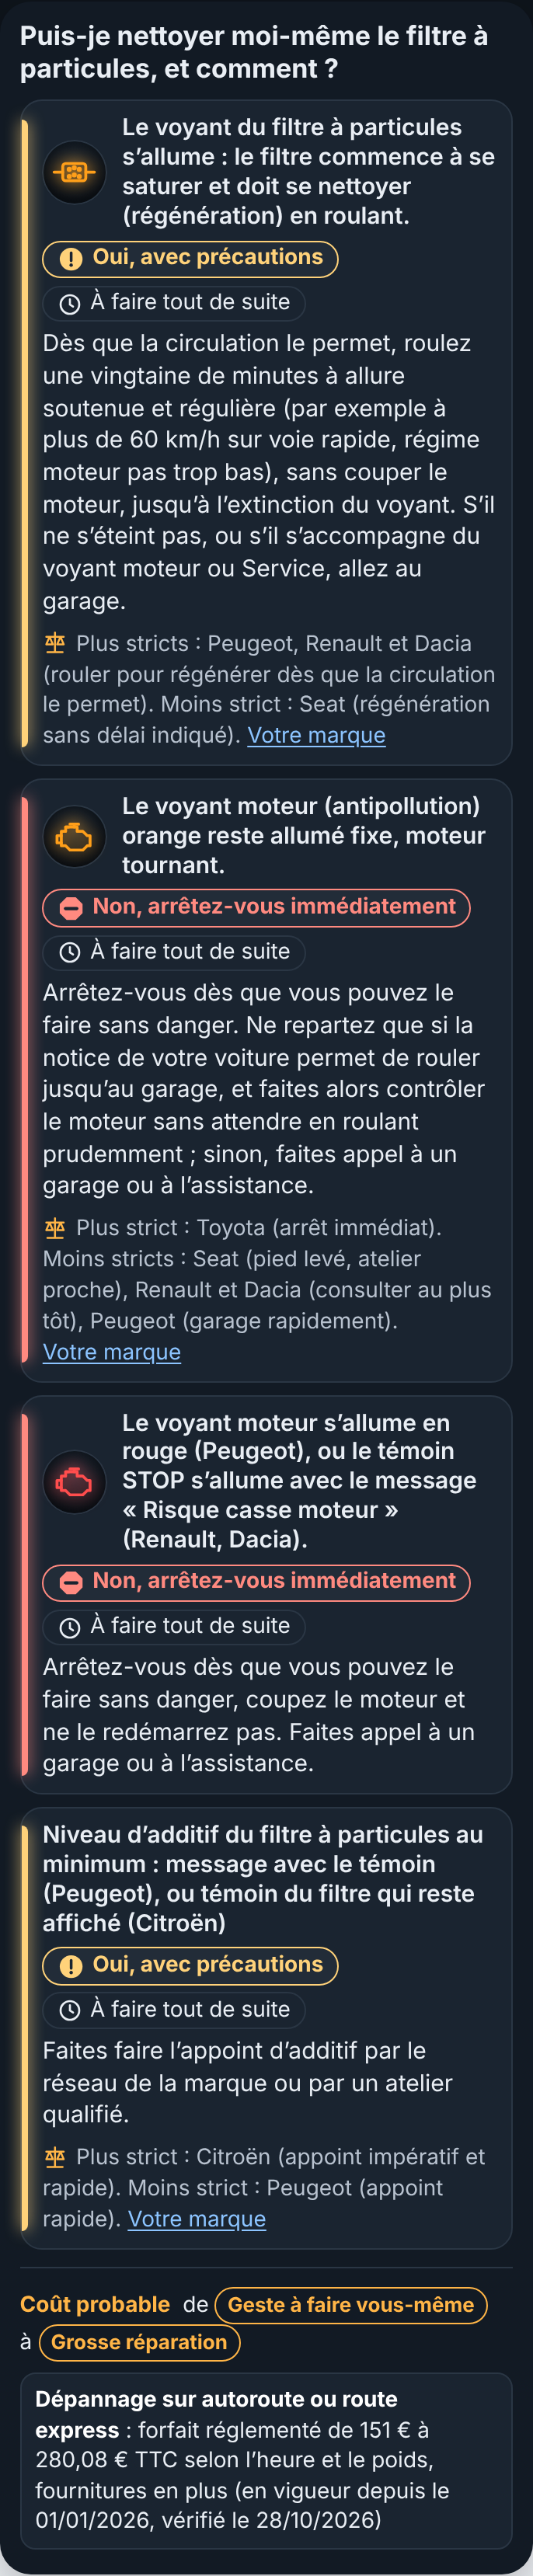 Puis-je nettoyer moi-même le filtre à
particules, et comment ?
Le voyant du filtre à particules
s’allume : le filtre commence à se
saturer et doit se nettoyer
(régénération) en roulant.
Oui, avec précautions
À faire tout de suite
Dès que la circulation le permet, roulez
une vingtaine de minutes à allure
soutenue et régulière (par exemple à
plus de 60 km/h sur voie rapide, régime
moteur pas trop bas), sans couper le
moteur, jusqu’à l’extinction du voyant. S’il
ne s’éteint pas, ou s’il s’accompagne du
voyant moteur ou Service, allez au
garage.
Plus stricts : Peugeot, Renault et Dacia
(rouler pour régénérer dès que la circulation
le permet). Moins strict : Seat (régénération
sans délai indiqué). Votre marque
Le voyant moteur (antipollution)
orange reste allumé fixe, moteur
tournant.
Non, arrêtez-vous immédiatement
À faire tout de suite
Arrêtez-vous dès que vous pouvez le
faire sans danger. Ne repartez que si la
notice de votre voiture permet de rouler
jusqu’au garage, et faites alors contrôler
le moteur sans attendre en roulant
prudemment ; sinon, faites appel à un
garage ou à l’assistance.
Plus strict : Toyota (arrêt immédiat).
Moins stricts : Seat (pied levé, atelier
proche), Renault et Dacia (consulter au plus
tôt), Peugeot (garage rapidement).
Votre marque
Le voyant moteur s’allume en
rouge (Peugeot), ou le témoin
STOP s’allume avec le message
« Risque casse moteur »
(Renault, Dacia).
Non, arrêtez-vous immédiatement
À faire tout de suite
Arrêtez-vous dès que vous pouvez le
faire sans danger, coupez le moteur et
ne le redémarrez pas. Faites appel à un
garage ou à l’assistance.
Niveau d’additif du filtre à particules au
minimum : message avec le témoin
(Peugeot), ou témoin du filtre qui reste
affiché (Citroën)
Oui, avec précautions
À faire tout de suite
Faites faire l’appoint d’additif par le
réseau de la marque ou par un atelier
qualifié.
Plus strict : Citroën (appoint impératif et
rapide). Moins strict : Peugeot (appoint
rapide). Votre marque
Coût probable de Geste à faire vous-même
à Grosse réparation
Dépannage sur autoroute ou route
express : forfait réglementé de 151 € à
280,08 € TTC selon l’heure et le poids,
fournitures en plus (en vigueur depuis le
01/01/2026, vérifié le 28/10/2026)